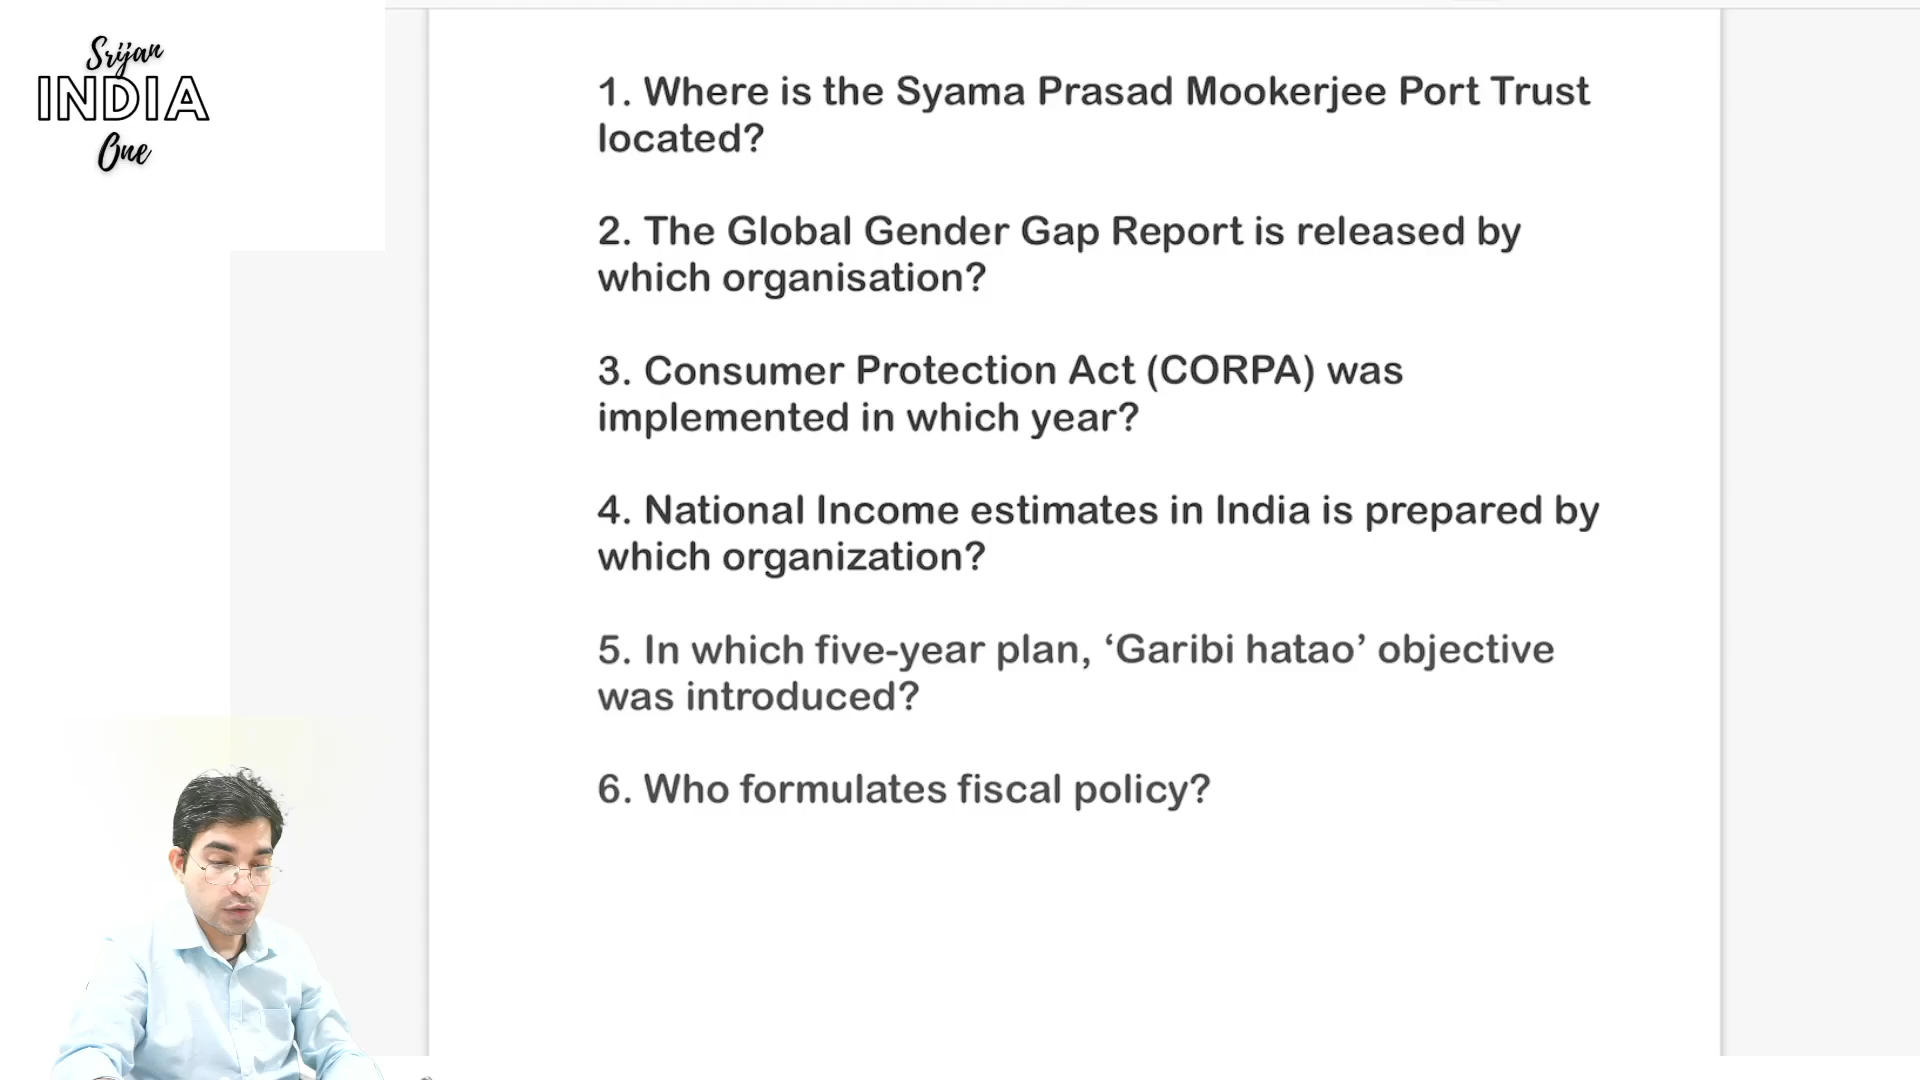 Srijan
INDIA
One
1. Where is the Syama Prasad Mookerjee Port Trust
located?
2. The Global Gender Gap Report is released by
which organisation?
3. Consumer Protection Act (CORPA) was
implemented in which year?
4. National Income estimates in India is prepared by
which organization?
5. In which five-year plan, ‘Garibi hatao’ objective
was introduced?
6. Who formulates fiscal policy?